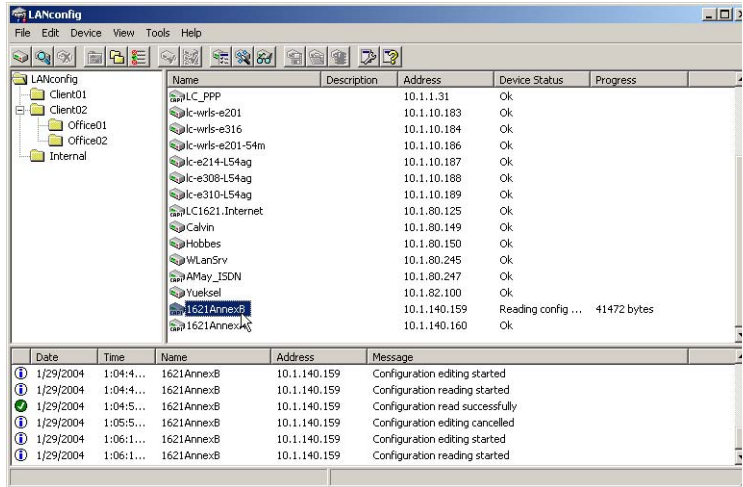 LANconfig
File Edit Device View Tools Help
LANconfig
Client01
Client02
Office01
Office02
Internal
Name Description Address Device Status Progress
LC_PPP 10.1.1.31 Ok
lc-wrls-e201 10.1.10.183 Ok
lc-wrls-e316 10.1.10.184 Ok
lc-wrls-e201-54m 10.1.10.186 Ok
lc-e214-L54ag 10.1.10.187 Ok
lc-e308-L54ag 10.1.10.188 Ok
lc-e310-L54ag 10.1.10.189 Ok
LC1621.Internet 10.1.80.125 Ok
Calvin 10.1.80.149 Ok
Hobbes 10.1.80.150 Ok
WLanSrv 10.1.80.245 Ok
AMay_ISDN 10.1.80.247 Ok
Yueksel 10.1.82.100 Ok
1621AnnexB 10.1.140.159 Reading config ... 41472 bytes
10.1.140.160 Ok
Date Time Name Address Message
1/29/2004 1:04:4... 1621AnnexB 10.1.140.159 Configuration editing started
1/29/2004 1:04:4... 1621AnnexB 10.1.140.159 Configuration reading started
1/29/2004 1:04:5... 1621AnnexB 10.1.140.159 Configuration read successfully
1/29/2004 1:05:5... 1621AnnexB 10.1.140.159 Configuration editing cancelled
1/29/2004 1:06:1... 1621AnnexB 10.1.140.159 Configuration editing started
1/29/2004 1:06:1... 1621AnnexB 10.1.140.159 Configuration reading started